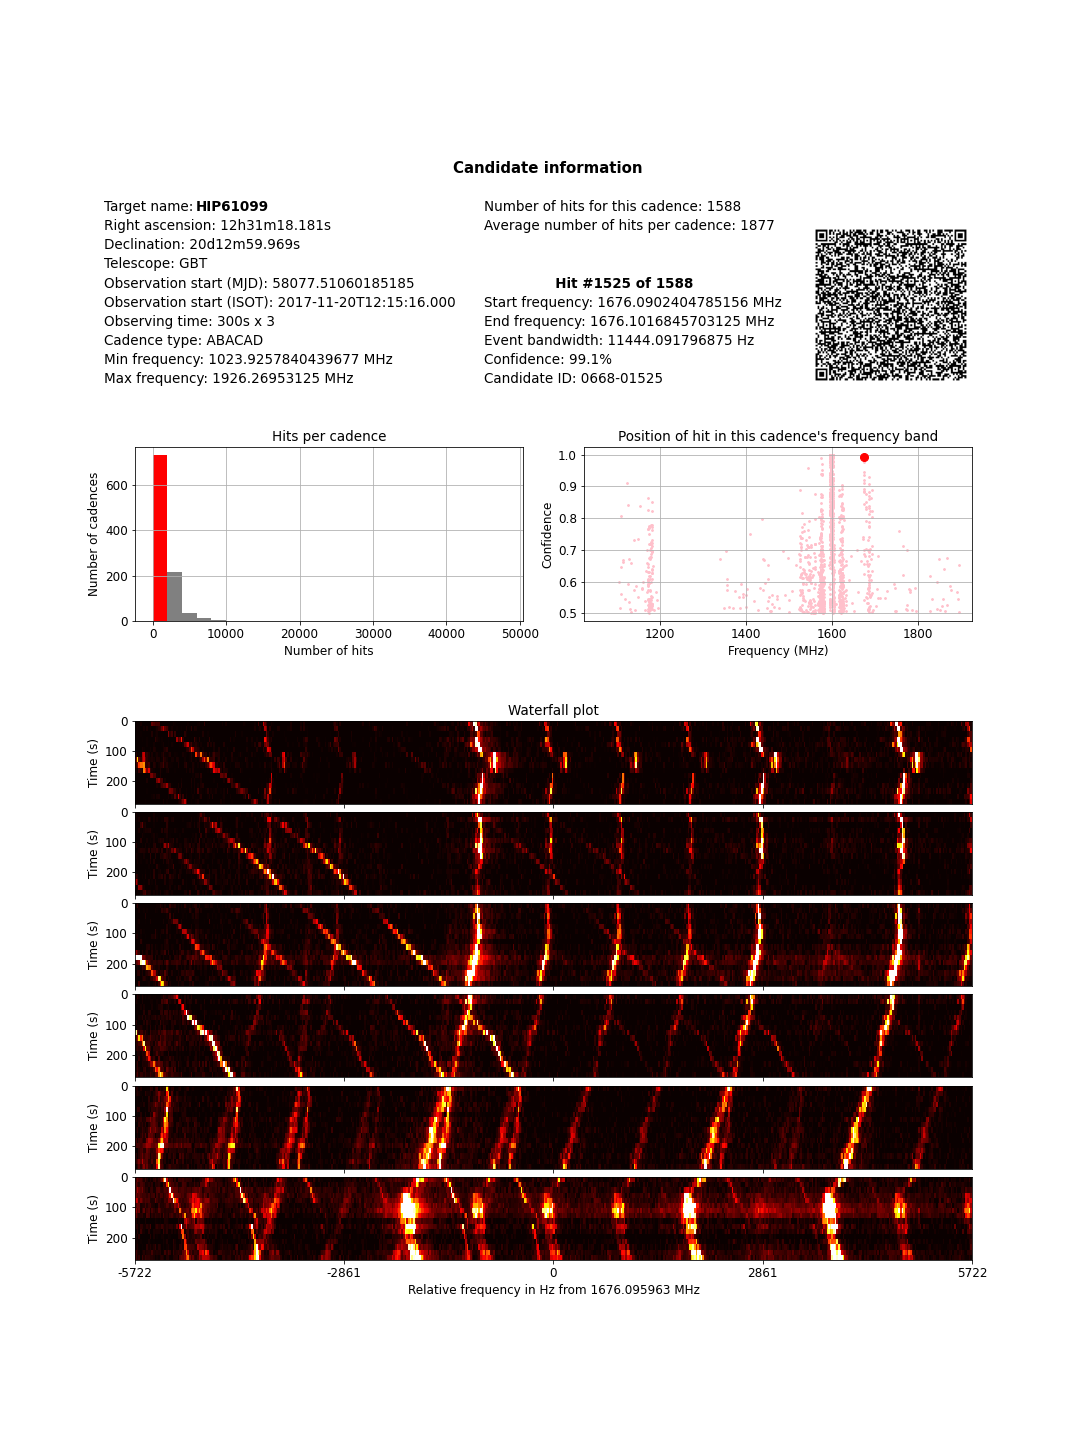 Candidate information
Target name: HIP61099
Right ascension: 12h31m18.181s
Declination: 20d12m59.969s
Telescope: GBT
Observation start (MJD): 58077.51060185185
Observation start (ISOT): 2017-11-20T12:15:16.000
Observing time: 300s x 3
Cadence type: ABACAD
Min frequency: 1023.9257840439677 MHz
Max frequency: 1926.26953125 MHz
Number of hits for this cadence: 1588
Average number of hits per cadence: 1877
Hit #1525 of 1588
Start frequency: 1676.0902404785156 MHz
End frequency: 1676.1016845703125 MHz
Event bandwidth: 11444.091796875 Hz
Confidence: 99.1%
Candidate ID: 0668-01525
Hits per cadence
Number of cadences
600
400
200
0
0 10000 20000 30000 40000 50000
Number of hits
Position of hit in this cadence's frequency band
Confidence
1.0
0.9
0.8
0.7
0.6
0.5
1200 1400 1600 1800
Frequency (MHz)
Waterfall plot
Time (s)
0
100
200
Time (s)
0
100
200
Time (s)
0
100
200
Time (s)
0
100
200
Time (s)
0
100
200
Time (s)
0
100
200
-5722 -2861 0 2861 5722
Relative frequency in Hz from 1676.095963 MHz